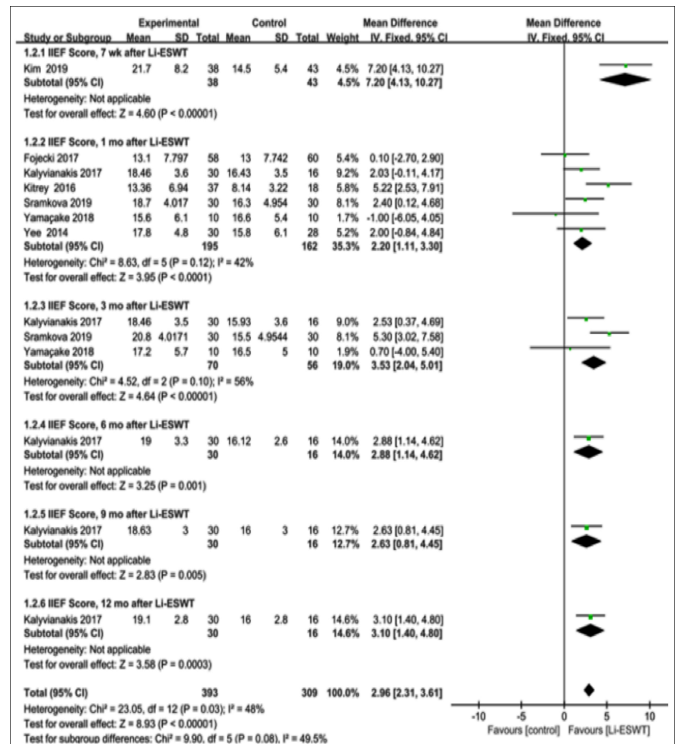 Experimental Control Mean Difference Mean Difference
Study or Subgroup Mean SD Total Mean SD Total Weight IV. Fixed. 95% CI IV. Fixed. 95% CI
1.2.1 IIEF Score, 7 wk after Li-ESWT
Kim 2019 21.7 8.2 38 14.5 5.4 43 4.5% 7.20 [4.13, 10.27]
Subtotal (95% CI) 38 43 4.5% 7.20 [4.13, 10.27]
Heterogeneity: Not applicable
Test for overall effect: Z = 4.60 (P < 0.00001)
1.2.2 IIEF Score, 1 mo after Li-ESWT
Fojecki 2017 13.1 7.797 58 13 7.742 60 5.4% 0.10 [-2.70, 2.90]
Kalyvianakis 2017 18.46 3.6 30 16.43 3.5 16 9.2% 2.03 [-0.11, 4.17]
Kitrey 2016 13.36 6.94 37 8.14 3.22 18 5.8% 5.22 [2.53, 7.91]
Sramkova 2019 18.7 4.017 30 16.3 4.954 30 8.1% 2.40 [0.12, 4.68]
Yamaçake 2018 15.6 6.1 10 16.6 5.4 10 1.7% -1.00 [-6.05, 4.05]
Yee 2014 17.8 4.8 30 15.8 6.1 28 5.2% 2.00 [-0.84, 4.84]
Subtotal (95% CI) 195 162 35.3% 2.20 [1.11, 3.30]
Heterogeneity: Chi² = 8.63, df = 5 (P = 0.12); I² = 42%
Test for overall effect: Z = 3.95 (P < 0.0001)
1.2.3 IIEF Score, 3 mo after Li-ESWT
Kalyvianakis 2017 18.46 3.5 30 15.93 3.6 16 9.0% 2.53 [0.37, 4.69]
Sramkova 2019 20.8 4.0171 30 15.5 4.9544 30 8.1% 5.30 [3.02, 7.58]
Yamaçake 2018 17.2 5.7 10 16.5 5 10 1.9% 0.70 [-4.00, 5.40]
Subtotal (95% CI) 70 56 19.0% 3.53 [2.04, 5.01]
Heterogeneity: Chi² = 4.52, df = 2 (P = 0.10); I² = 56%
Test for overall effect: Z = 4.64 (P < 0.00001)
1.2.4 IIEF Score, 6 mo after Li-ESWT
Kalyvianakis 2017 19 3.3 30 16.12 2.6 16 14.0% 2.88 [1.14, 4.62]
Subtotal (95% CI) 30 16 14.0% 2.88 [1.14, 4.62]
Heterogeneity: Not applicable
Test for overall effect: Z = 3.25 (P = 0.001)
1.2.5 IIEF Score, 9 mo after Li-ESWT
Kalyvianakis 2017 18.63 3 30 16 3 16 12.7% 2.63 [0.81, 4.45]
Subtotal (95% CI) 30 16 12.7% 2.63 [0.81, 4.45]
Heterogeneity: Not applicable
Test for overall effect: Z = 2.83 (P = 0.005)
1.2.6 IIEF Score, 12 mo after Li-ESWT
Kalyvianakis 2017 19.1 2.8 30 16 2.8 16 14.6% 3.10 [1.40, 4.80]
Subtotal (95% CI) 30 16 14.6% 3.10 [1.40, 4.80]
Heterogeneity: Not applicable
Test for overall effect: Z = 3.58 (P = 0.0003)
Total (95% CI) 393 309 100.0% 2.96 [2.31, 3.61]
Heterogeneity: Chi² = 23.05, df = 12 (P = 0.03); I² = 48%
Test for overall effect: Z = 8.93 (P < 0.00001)
Test for subgroup differences: Chi² = 9.90, df = 5 (P = 0.08), I² = 49.5%
-10 -5 0 5 10
Favours [control] Favours [Li-ESWT]